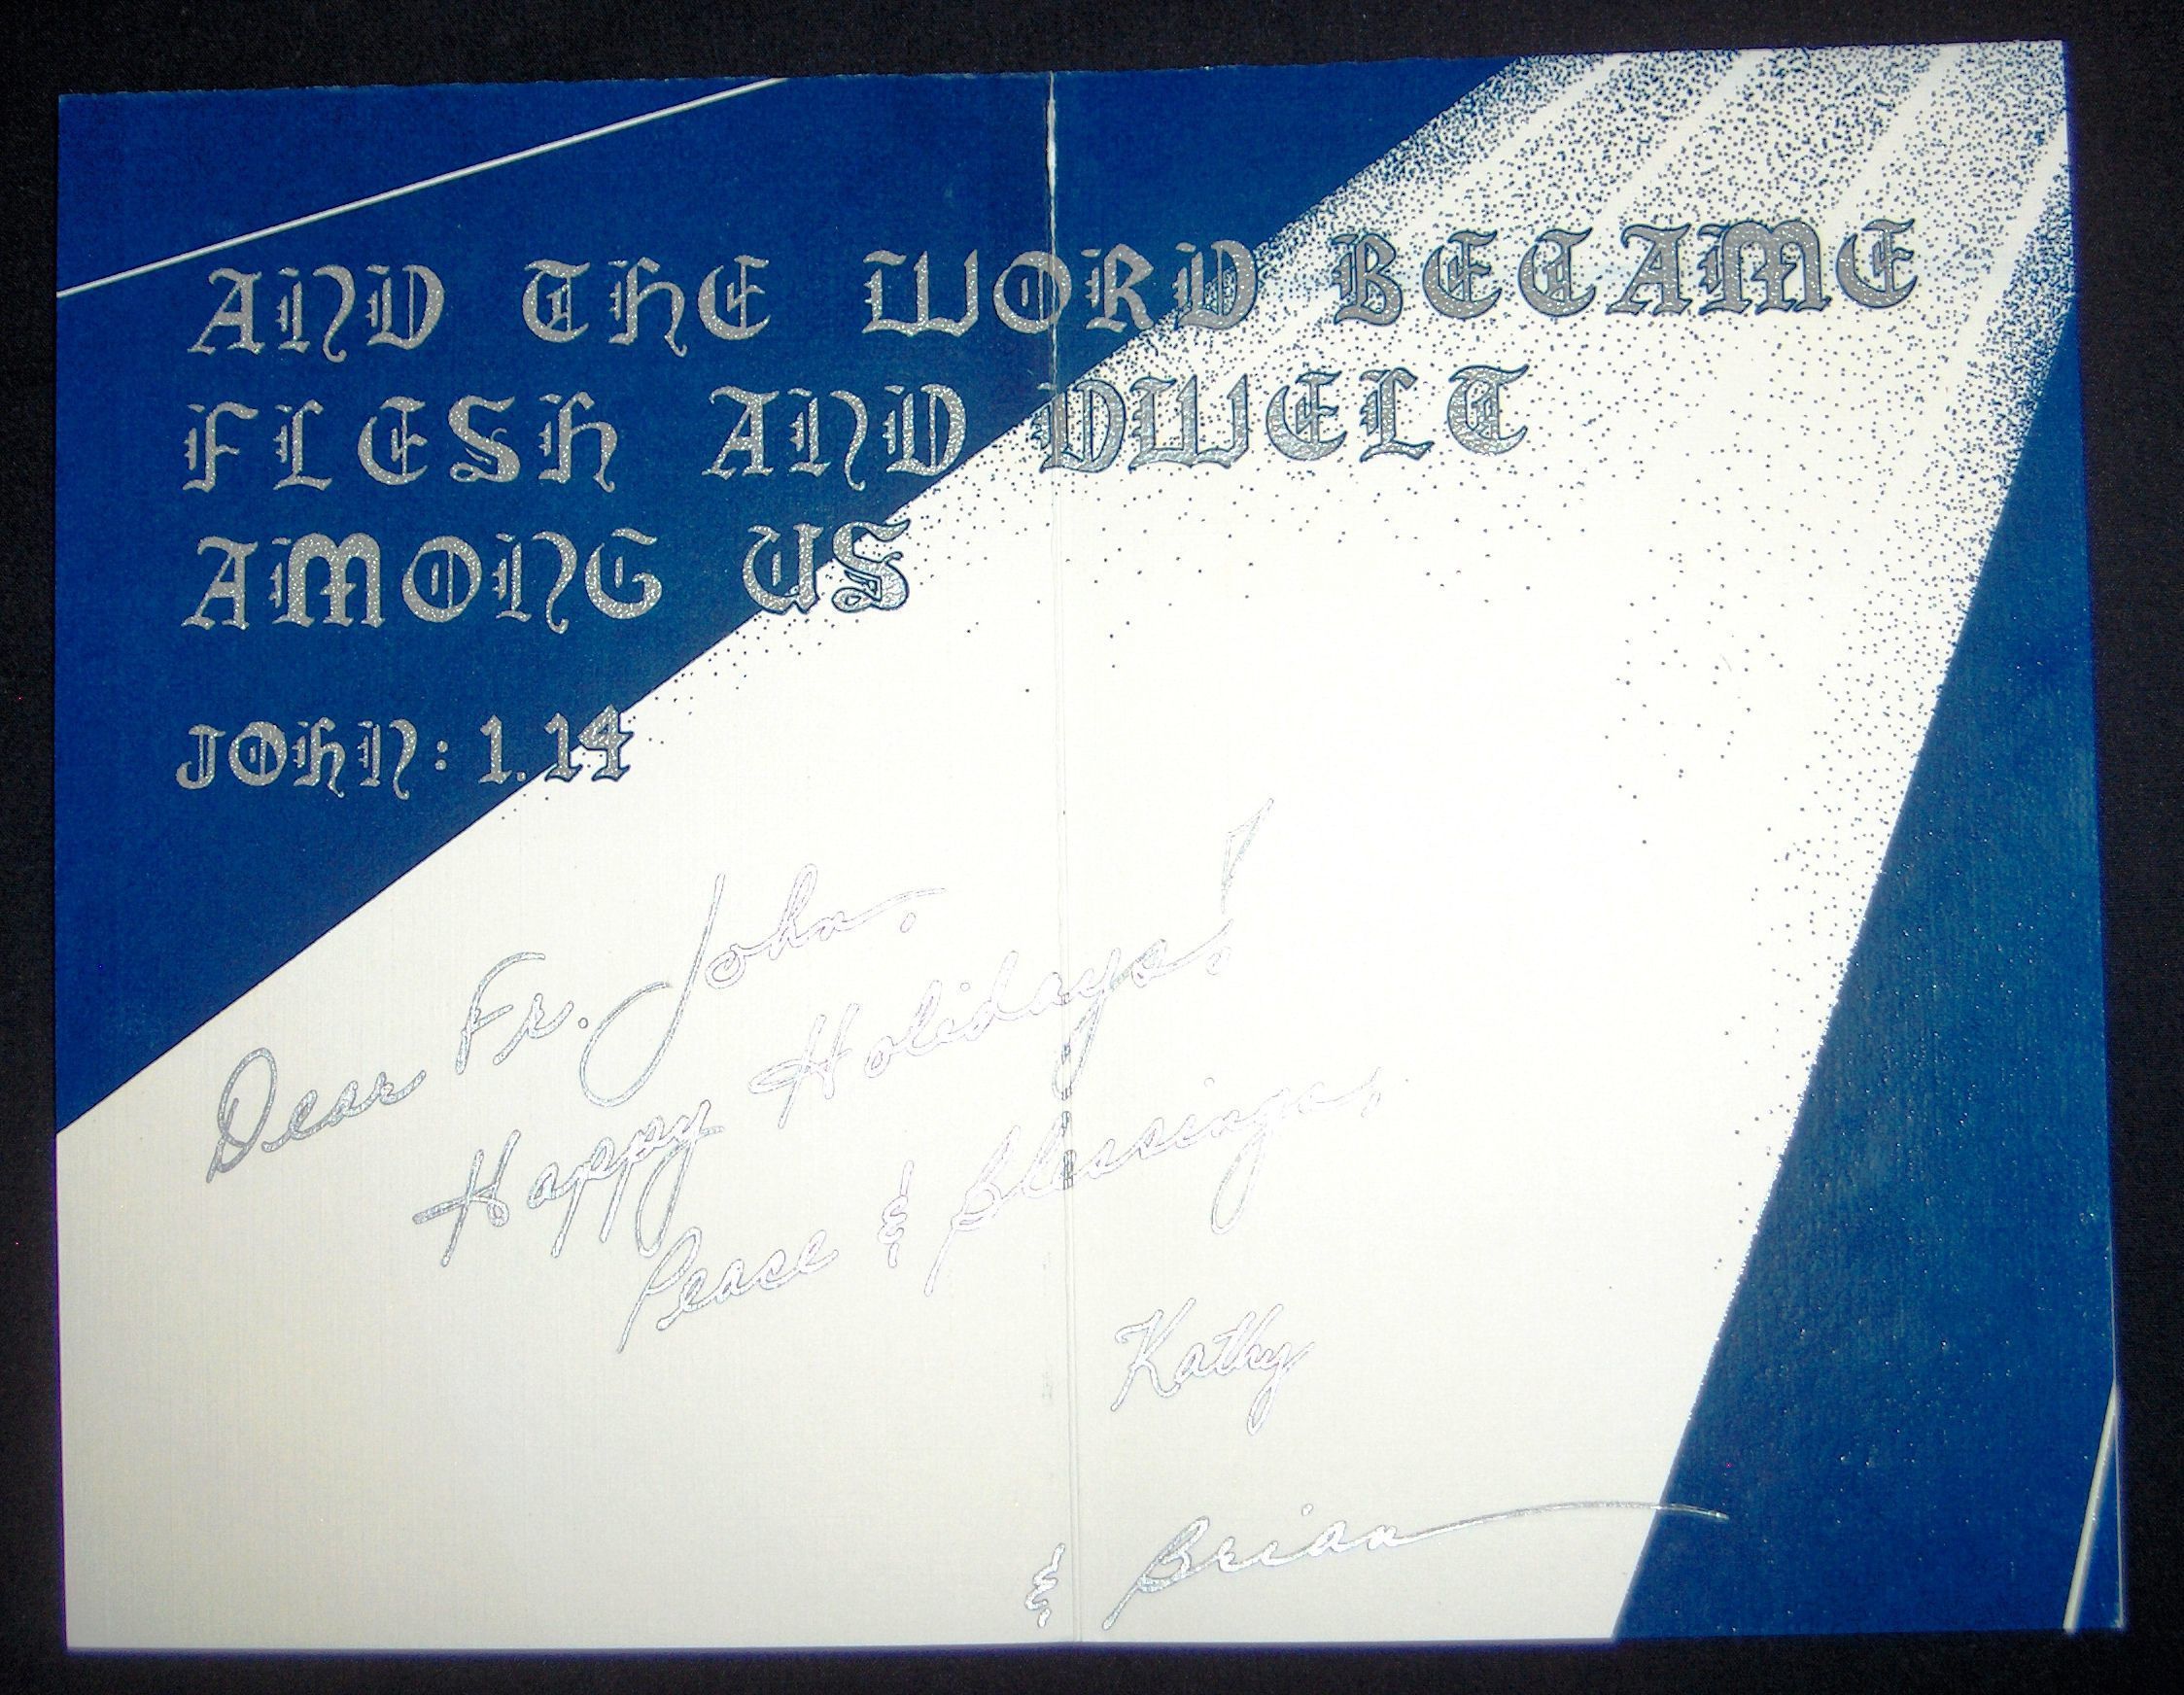 AND THE WORD BECAME
FLESH AND DWELT
AMONG US
JOHN: 1.14
Dear Fr. John,
Happy Holidays!
Peace & Blessings,
Kathy
& Brian